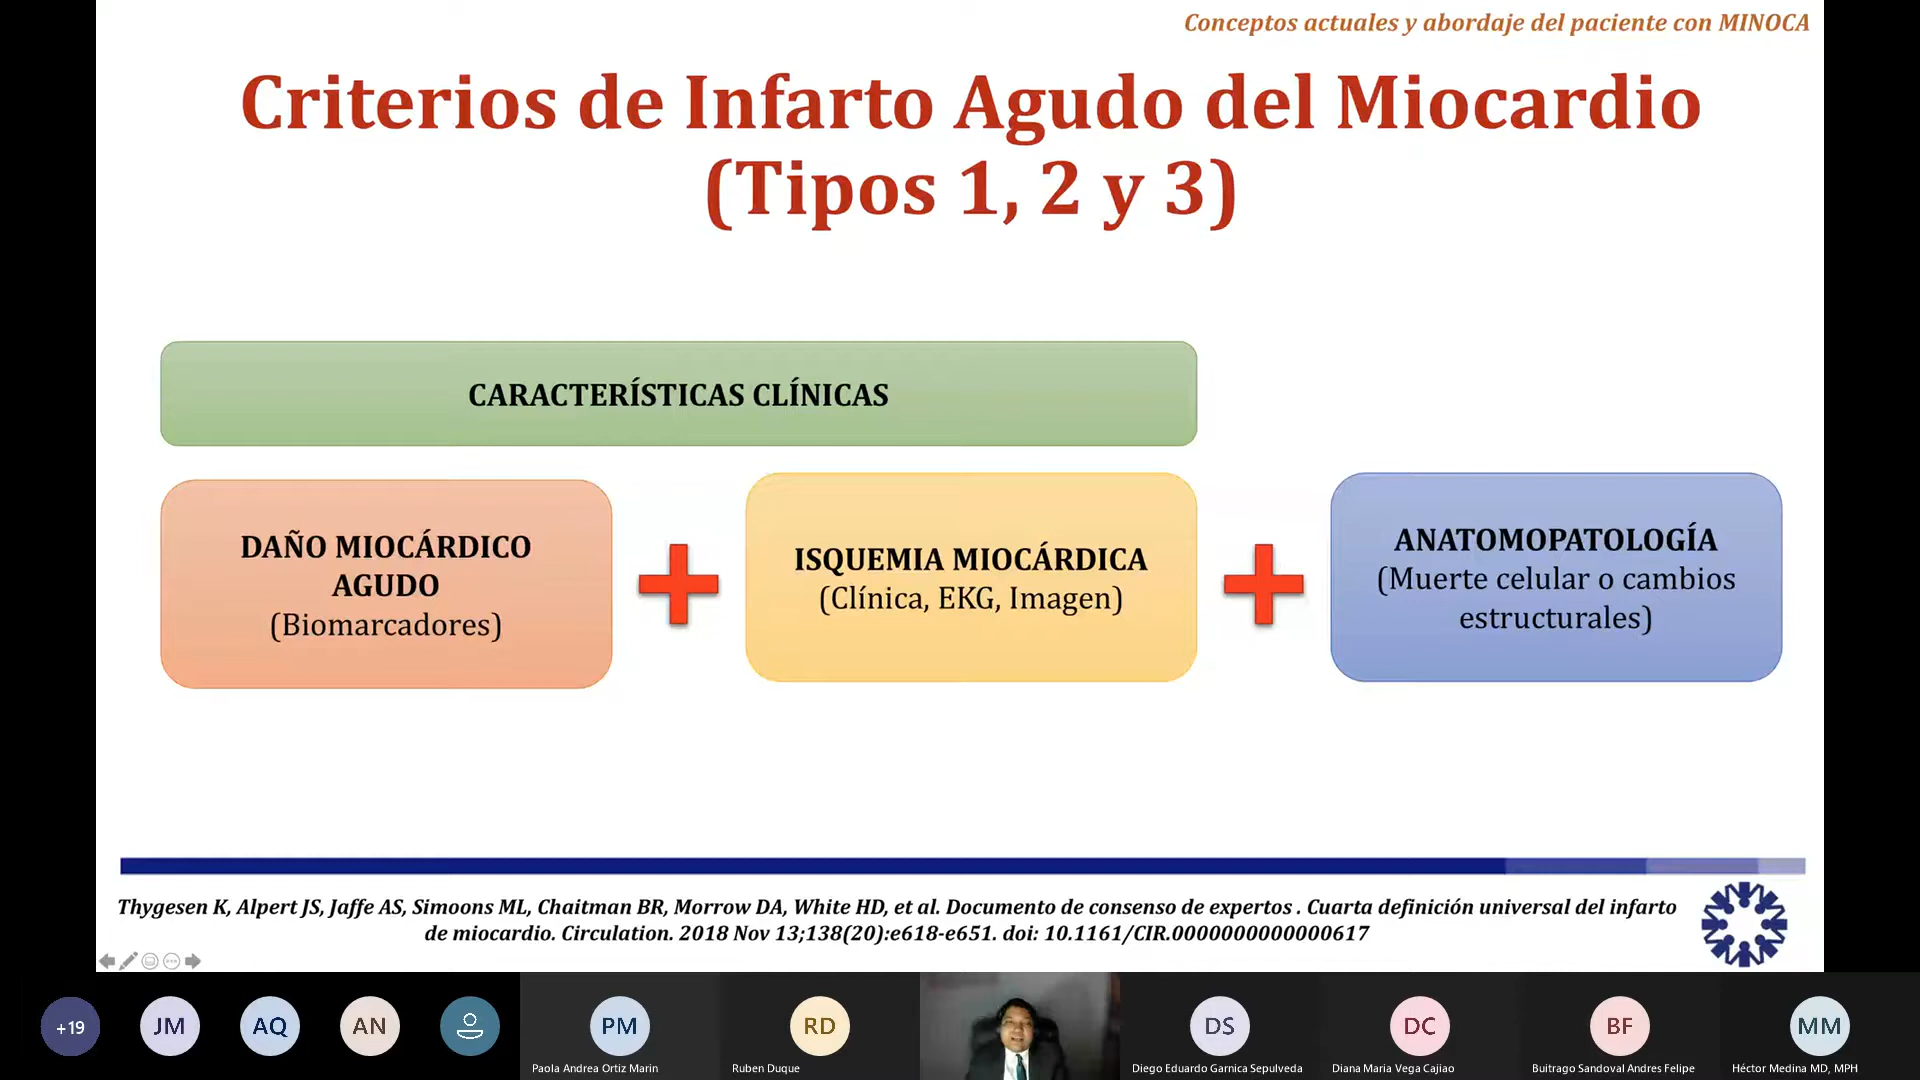 Conceptos actuales y abordaje del paciente con MINOCA
Criterios de Infarto Agudo del Miocardio
(Tipos 1, 2 y 3)
CARACTERÍSTICAS CLÍNICAS
DAÑO MIOCÁRDICO
AGUDO
(Biomarcadores)
ISQUEMIA MIOCÁRDICA
(Clínica, EKG, Imagen)
ANATOMOPATOLOGÍA
(Muerte celular o cambios
estructurales)
Thygesen K, Alpert JS, Jaffe AS, Simoons ML, Chaitman BR, Morrow DA, White HD, et al. Documento de consenso de expertos . Cuarta definición universal del infarto
de miocardio. Circulation. 2018 Nov 13;138(20):e618-e651. doi: 10.1161/CIR.0000000000000617
+19
JM
AQ
AN
PM
RD
DS
DC
BF
MM
Paola Andrea Ortiz Marin
Ruben Duque
Diego Eduardo Garnica Sepulveda
Diana Maria Vega Cajiao
Buitrago Sandoval Andres Felipe
Héctor Medina MD, MPH